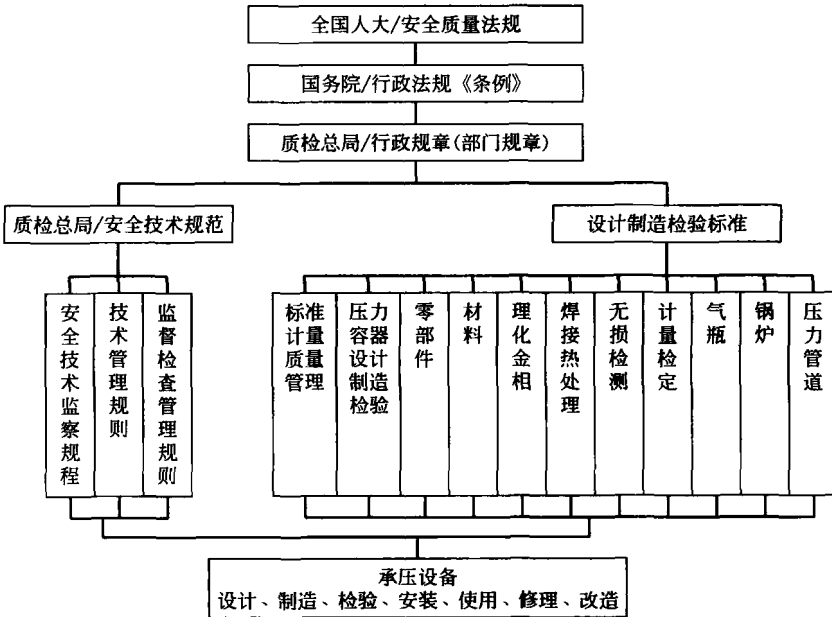 全国人大/安全质量法规
国务院/行政法规《条例》
质检总局/行政规章(部门规章)
质检总局/安全技术规范
设计制造检验标准
安全技术监察规程
技术管理规则
监督检查管理规则
标准
计量
质量
管理
压力
容器
设计
制造
检验
零部件
材料
理化金相
焊接热处理
无损检测
计量检定
气瓶
锅炉
压力管道
承压设备
设计、制造、检验、安装、使用、修理、改造